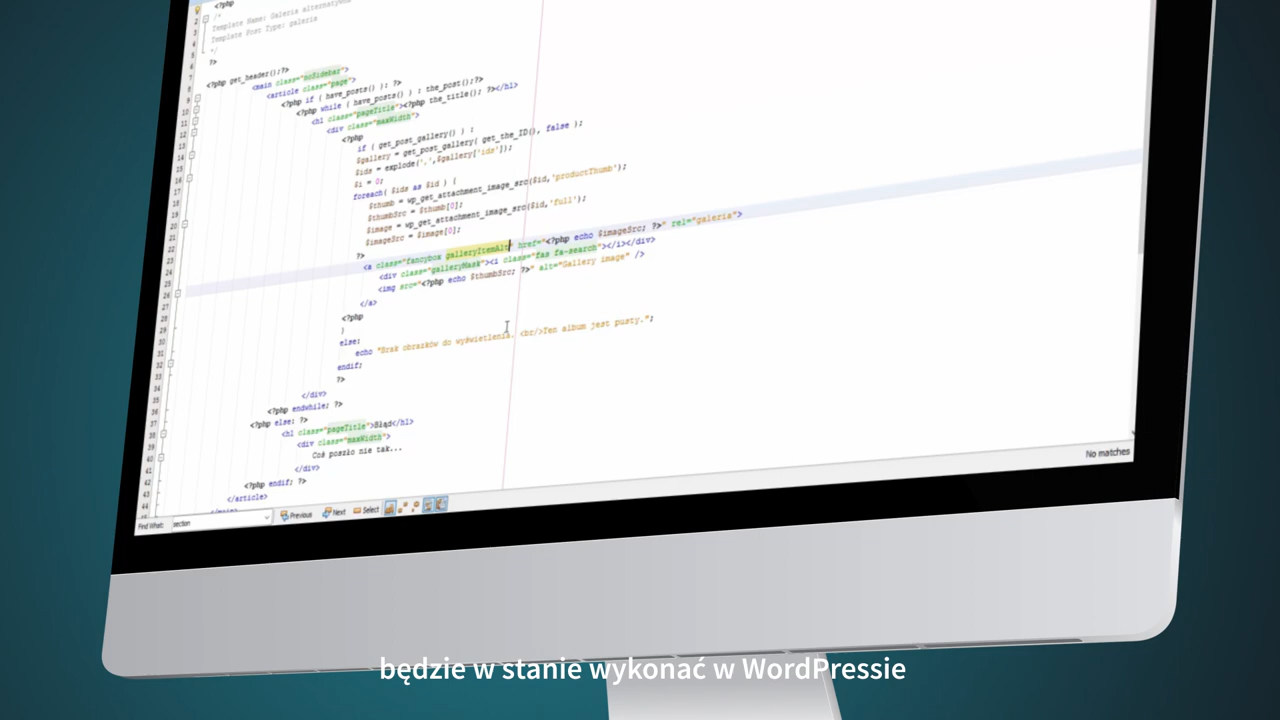 <?php
/*
Template Name: Galeria alternatywna
Template Post Type: galeria
*/
?>
<?php get_header();?>
<main class="noSidebar">
<article class="page">
<?php if ( have_posts() ): ?>
<?php while ( have_posts() ) : the_post();?>
<h1 class="pageTitle"><?php the_title(); ?></h1>
<div class="maxWidth">
<?php
if ( get_post_gallery() ) :
$gallery = get_post_gallery( get_the_ID(), false );
$ids = explode(',',$gallery['ids']);
$i = 0;
foreach( $ids as $id ) {
$thumb = wp_get_attachment_image_src($id,'productThumb');
$thumbSrc = $thumb[0];
$image = wp_get_attachment_image_src($id,'full');
$imageSrc = $image[0];
?>
<a class="fancybox galleryItemAlt" href="<?php echo $imageSrc; ?>" rel="galeria">
<div class="galleryMask"><i class="fas fa-search"></i></div>
<img src="<?php echo $thumbSrc; ?>" alt="Gallery image" />
</a>
<?php
}
else:
echo "Brak obrazków do wyświetlenia. <br/>Ten album jest pusty.";
endif;
?>
</div>
<?php endwhile; ?>
<?php else: ?>
<h1 class="pageTitle">Błąd</h1>
<div class="maxWidth">
Coś poszło nie tak...
</div>
<?php endif; ?>
</article>
No matches
Find What: section Previous Next Select
będzie w stanie wykonać w WordPressie